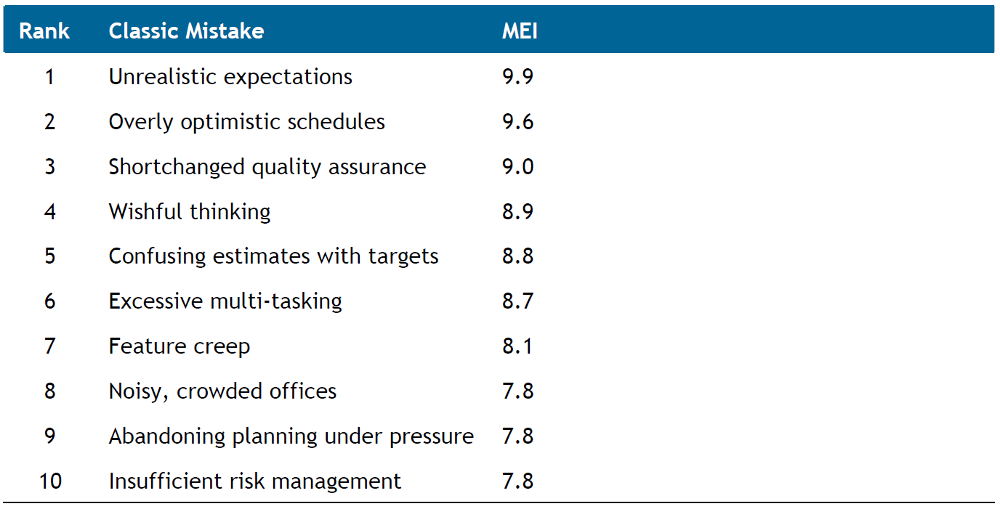 Rank Classic Mistake MEI
1 Unrealistic expectations 9.9
2 Overly optimistic schedules 9.6
3 Shortchanged quality assurance 9.0
4 Wishful thinking 8.9
5 Confusing estimates with targets 8.8
6 Excessive multi-tasking 8.7
7 Feature creep 8.1
8 Noisy, crowded offices 7.8
9 Abandoning planning under pressure 7.8
10 Insufficient risk management 7.8